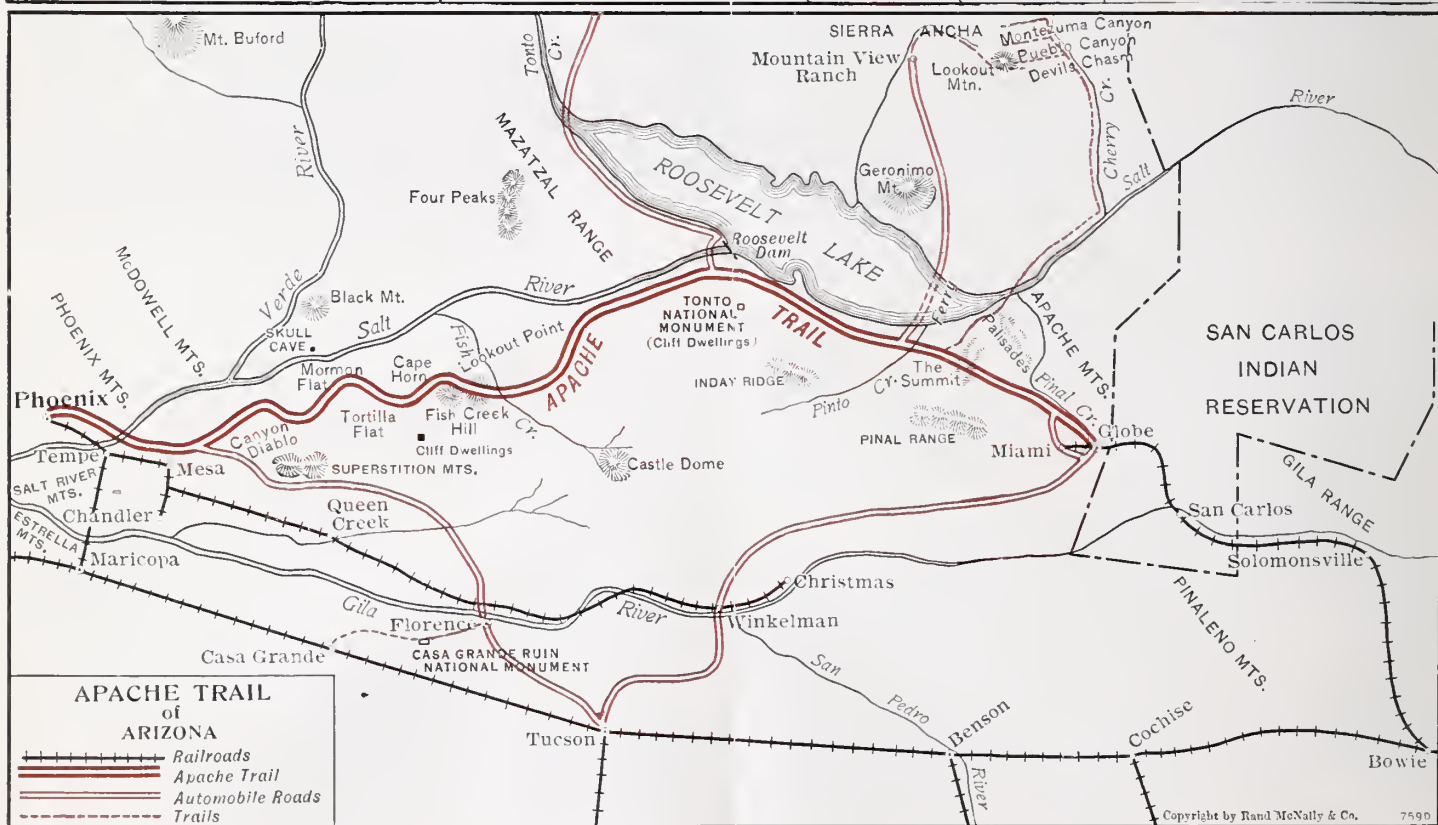 Mt. Buford
River
Verde
Tonto
Cr.
SIERRA ANCHA
Mountain View
Ranch
Lookout
Mtn.
Montezuma Canyon
Pueblo Canyon
Devils Chasm
Cherry Cr.
River
Salt
MAZATZAL RANGE
Four Peaks
ROOSEVELT
LAKE
Geronimo
Mt.
Roosevelt
Dam
McDOWELL MTS.
PHOENIX MTS.
Black Mt.
SKULL
CAVE
Salt
River
Morman
Flat
Cape
Horn
Fish
Cr.
Lookout Point
APACHE
TRAIL
TONTO
NATIONAL
MONUMENT
(Cliff Dwellings)
Ferry
Palisades
APACHE MTS.
The
Summit
Pinal Cr.
INDAY RIDGE
Pinto
Cr.
PINAL RANGE
SAN CARLOS
INDIAN
RESERVATION
Phoenix
Tempe
Mesa
Canyon
Diablo
Tortilla
Flat
Fish Creek
Hill
Cliff Dwellings
SUPERSTITION MTS.
Castle Dome
Miami
Globe
SALT RIVER
MTS.
Chandler
ESTRELLA
MTS.
Maricopa
Queen
Creek
San Carlos
GILA RANGE
Solomonsville
Christmas
Gila
River
Florence
Winkelman
PINALENO MTS.
Casa Grande
CASA GRANDE RUIN
NATIONAL MONUMENT
San
Pedro
River
Tucson
Benson
Cochise
Bowie
APACHE TRAIL
of
ARIZONA
Railroads
Apache Trail
Automobile Roads
Trails
Copyright by Rand McNally & Co. 7590